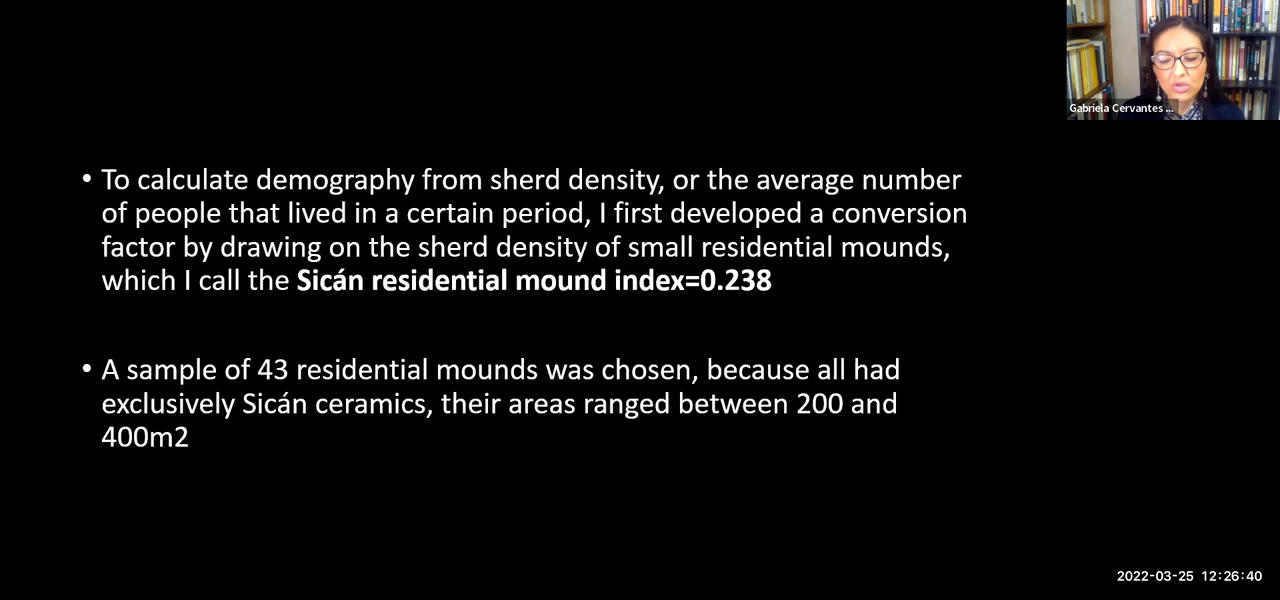 Gabriela Cervantes ...
• To calculate demography from sherd density, or the average number
of people that lived in a certain period, I first developed a conversion
factor by drawing on the sherd density of small residential mounds,
which I call the Sicán residential mound index=0.238
• A sample of 43 residential mounds was chosen, because all had
exclusively Sicán ceramics, their areas ranged between 200 and
400m2
2022-03-25 12:26:40